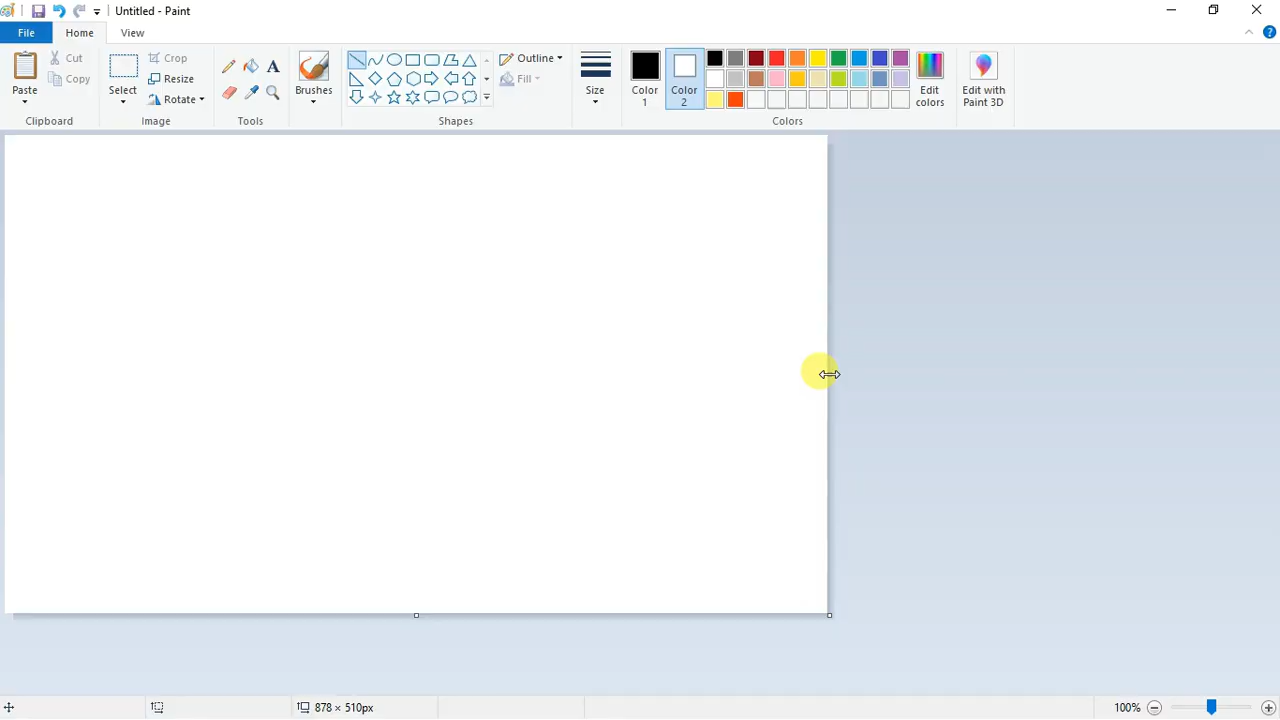 Untitled - Paint
File Home View
Paste
Cut
Copy
Clipboard
Select
Crop
Resize
Rotate
Image
A
Tools
Brushes
Outline
Fill
Shapes
Size
Color 1
Color 2
Edit colors
Edit with Paint 3D
Colors
878 × 510px
100%